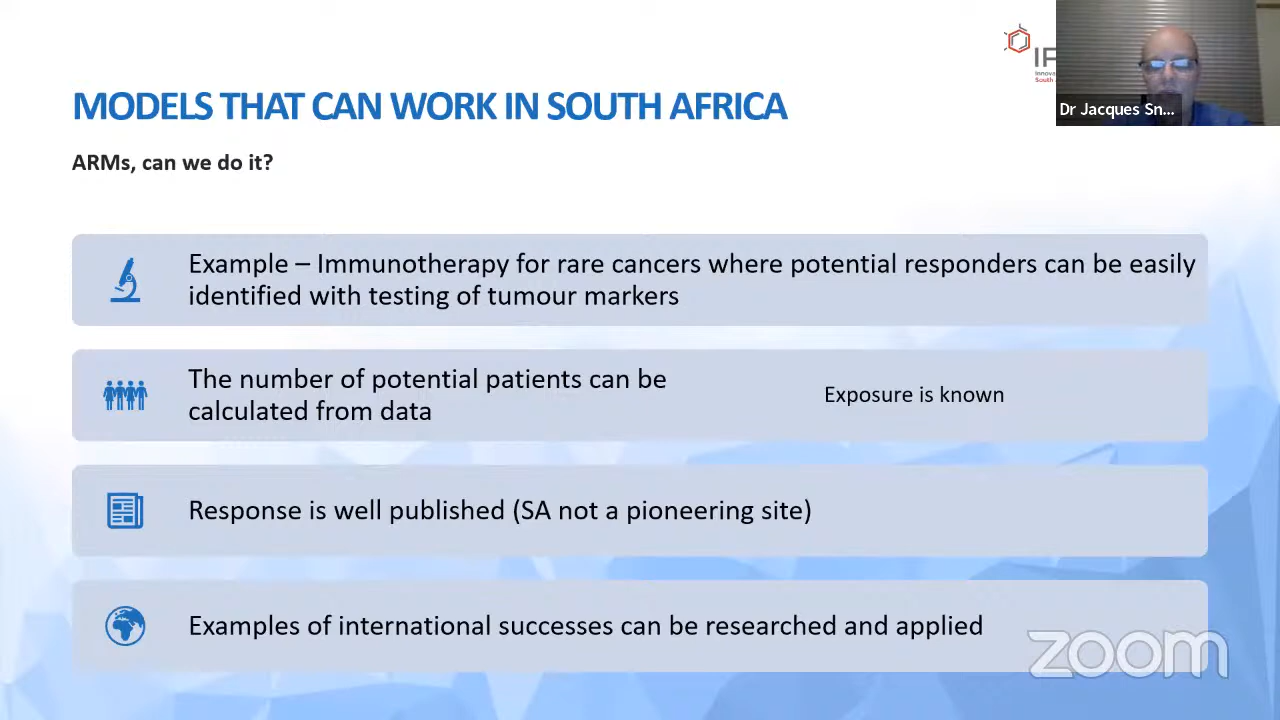 MODELS THAT CAN WORK IN SOUTH AFRICA
ARMs, can we do it?
Dr Jacques Sn...
Example – Immunotherapy for rare cancers where potential responders can be easily
identified with testing of tumour markers
The number of potential patients can be
calculated from data
Exposure is known
Response is well published (SA not a pioneering site)
Examples of international successes can be researched and applied
zoom